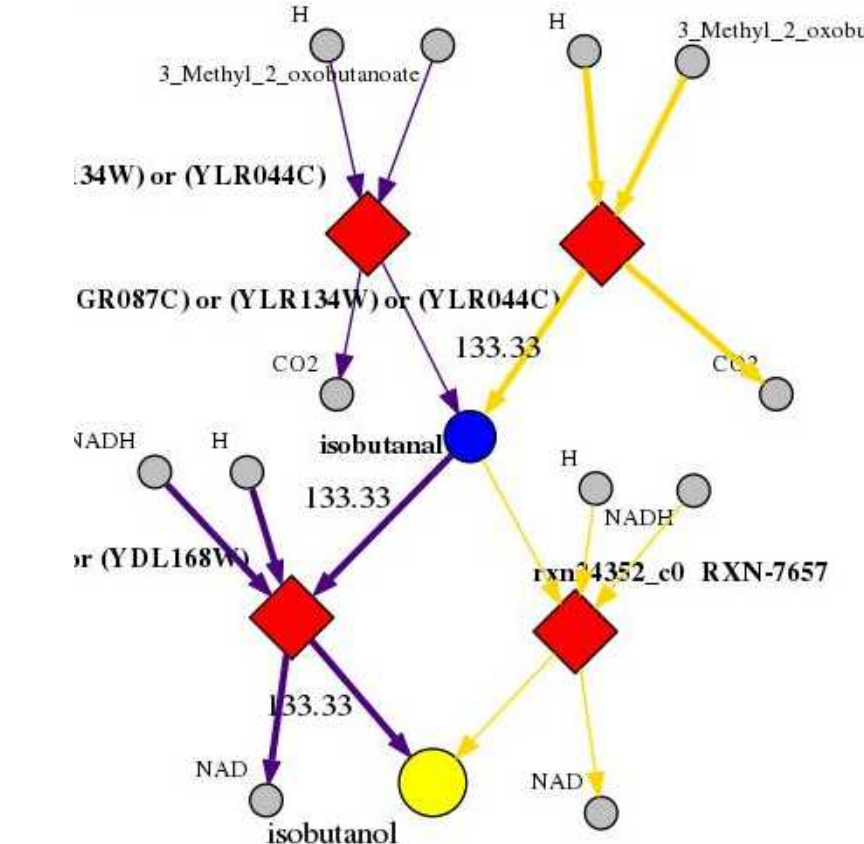 H
H
3_Methyl_2_oxobu
3_Methyl_2_oxobutanoate
34W) or (YLR044C)
GR087C) or (YLR134W) or (YLR044C)
133.33
CO2
CO2
NADH
H
isobutanal
H
133.33
NADH
or (YDL168W)
rxn24352_c0 RXN-7657
133.33
NAD
NAD
isobutanol